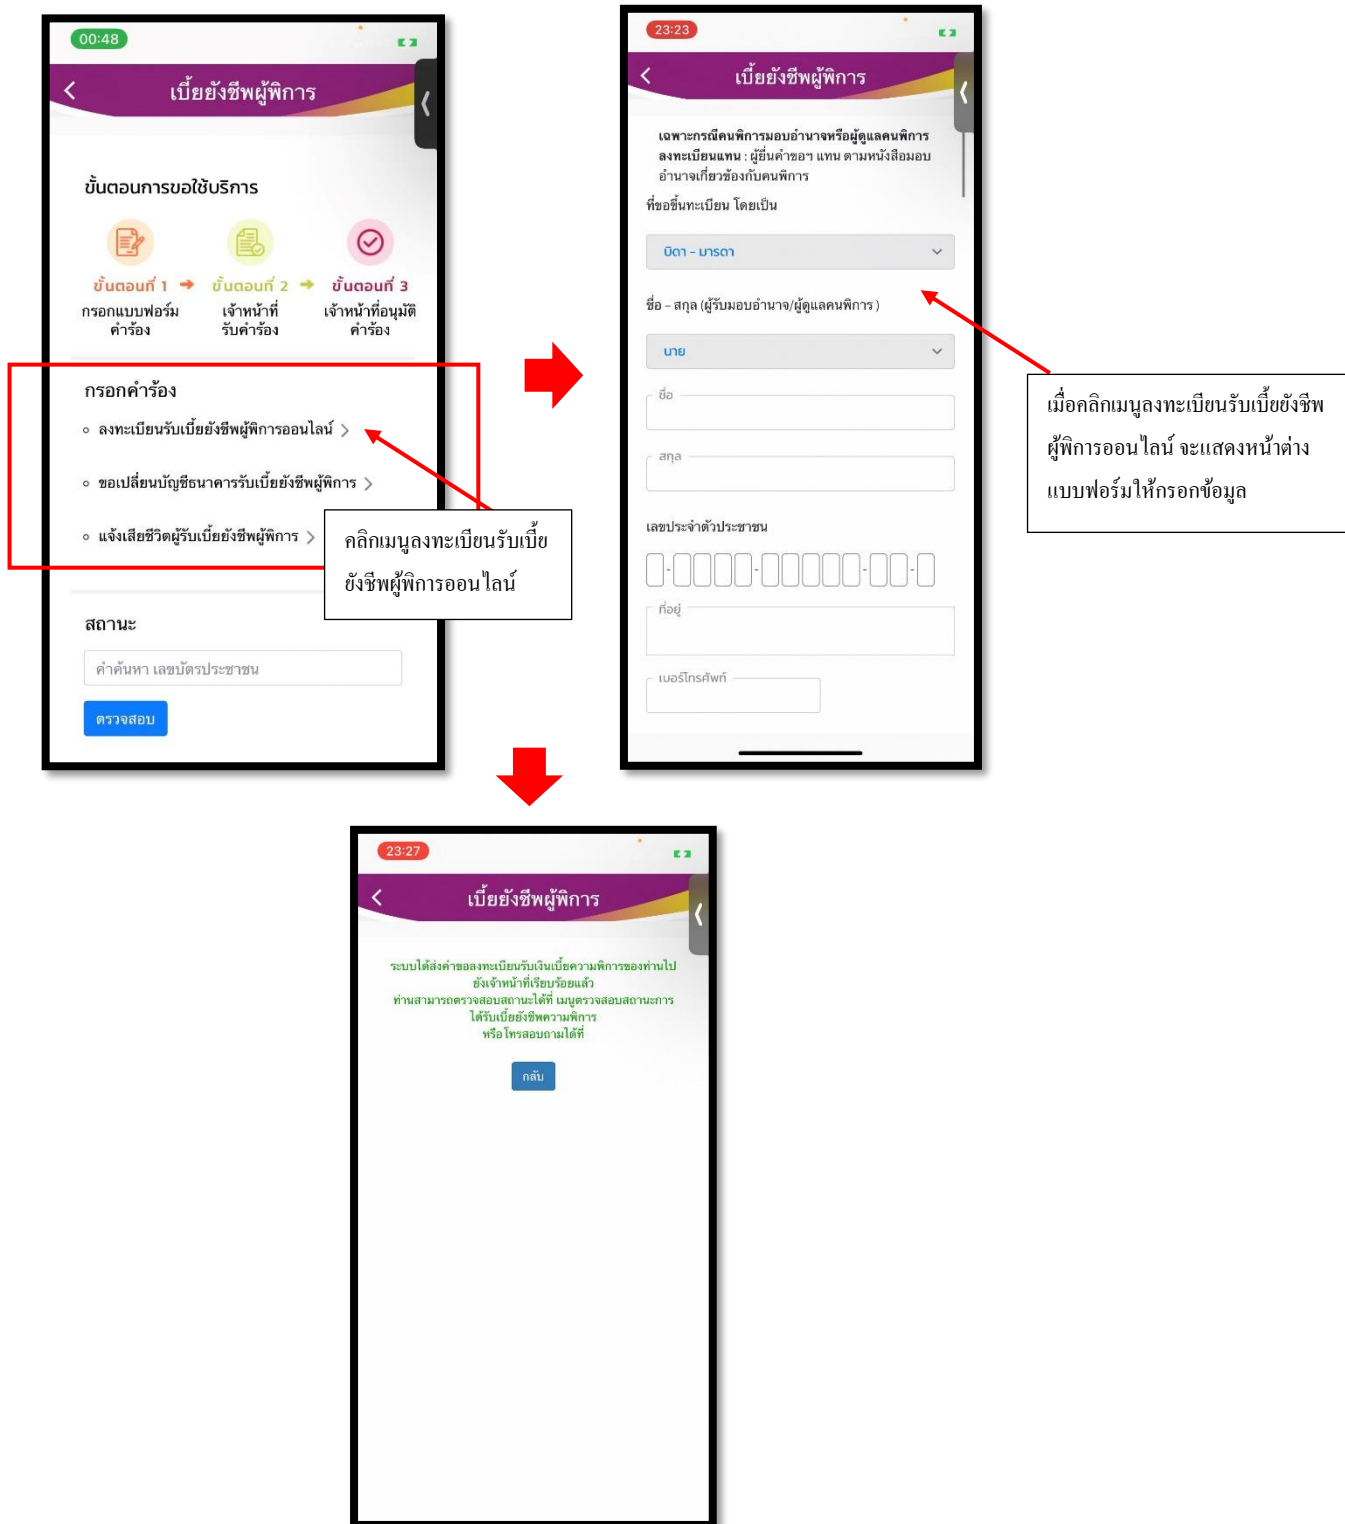 00:48
เบี้ยยังชีพผู้พิการ
ขั้นตอนการขอใช้บริการ
ขั้นตอนที่ 1 ➔ ขั้นตอนที่ 2 ➔ ขั้นตอนที่ 3
กรอกแบบฟอร์ม เจ้าหน้าที่ เจ้าหน้าที่อนุมัติ
คำร้อง รับคำร้อง คำร้อง
กรอกคำร้อง
ลงทะเบียนรับเบี้ยยังชีพผู้พิการออนไลน์ >
ขอเปลี่ยนบัญชีธนาคารรับเบี้ยยังชีพผู้พิการ >
แจ้งเสียชีวิตผู้รับเบี้ยยังชีพผู้พิการ >
คลิกเมนูลงทะเบียนรับเบี้ย
ยังชีพผู้พิการออนไลน์
สถานะ
คำค้นหา เลขบัตรประชาชน
ตรวจสอบ
23:23
เบี้ยยังชีพผู้พิการ
เฉพาะกรณีคนพิการมอบอำนาจหรือผู้ดูแลคนพิการ
ลงทะเบียนแทน : ผู้ยื่นคำขอฯ แทน ตามหนังสือมอบ
อำนาจเกี่ยวข้องกับคนพิการ
ที่ขอขึ้นทะเบียน โดยเป็น
บิดา - มารดา
ชื่อ – สกุล (ผู้รับมอบอำนาจ/ผู้ดูแลคนพิการ )
นาย
ชื่อ
สกุล
เลขประจำตัวประชาชน
ที่อยู่
เบอร์โทรศัพท์
เมื่อคลิกเมนูลงทะเบียนรับเบี้ยยังชีพ
ผู้พิการออนไลน์ จะแสดงหน้าต่าง
แบบฟอร์มให้กรอกข้อมูล
23:27
เบี้ยยังชีพผู้พิการ
ระบบได้ส่งคำขอลงทะเบียนรับเงินเบี้ยความพิการของท่านไป
ยังเจ้าหน้าที่เรียบร้อยแล้ว
ท่านสามารถตรวจสอบสถานะได้ที่ เมนูตรวจสอบสถานะการ
ได้รับเบี้ยยังชีพความพิการ
หรือโทรสอบถามได้ที่
กลับ